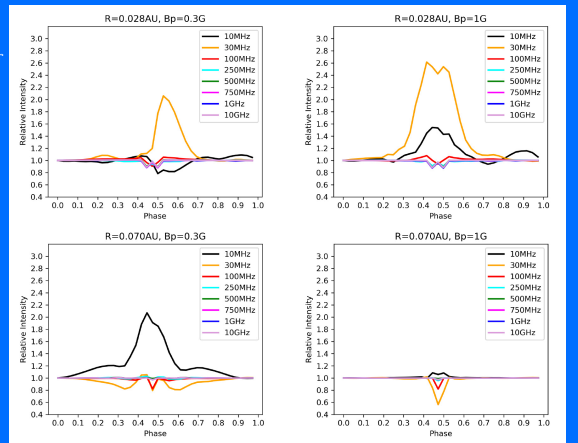 R=0.028AU, Bp=0.3G
3.0
2.8
2.6
2.4
2.2
2.0
1.8
1.6
1.4
1.2
1.0
0.8
0.6
0.4
Relative Intensity
0.0 0.1 0.2 0.3 0.4 0.5 0.6 0.7 0.8 0.9 1.0
Phase
10MHz
30MHz
100MHz
250MHz
500MHz
750MHz
1GHz
10GHz
R=0.028AU, Bp=1G
3.0
2.8
2.6
2.4
2.2
2.0
1.8
1.6
1.4
1.2
1.0
0.8
0.6
0.4
Relative Intensity
0.0 0.1 0.2 0.3 0.4 0.5 0.6 0.7 0.8 0.9 1.0
Phase
10MHz
30MHz
100MHz
250MHz
500MHz
750MHz
1GHz
10GHz
R=0.070AU, Bp=0.3G
3.0
2.8
2.6
2.4
2.2
2.0
1.8
1.6
1.4
1.2
1.0
0.8
0.6
0.4
Relative Intensity
0.0 0.1 0.2 0.3 0.4 0.5 0.6 0.7 0.8 0.9 1.0
Phase
10MHz
30MHz
100MHz
250MHz
500MHz
750MHz
1GHz
10GHz
R=0.070AU, Bp=1G
3.0
2.8
2.6
2.4
2.2
2.0
1.8
1.6
1.4
1.2
1.0
0.8
0.6
0.4
Relative Intensity
0.0 0.1 0.2 0.3 0.4 0.5 0.6 0.7 0.8 0.9 1.0
Phase
10MHz
30MHz
100MHz
250MHz
500MHz
750MHz
1GHz
10GHz